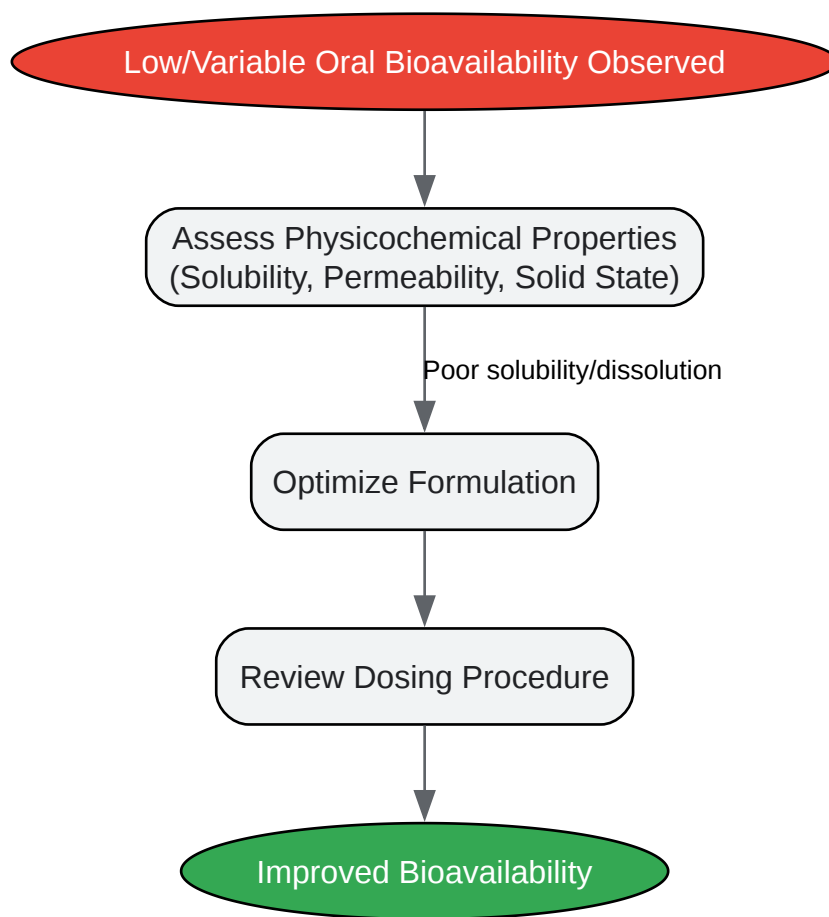 Low/Variable Oral Bioavailability Observed
Assess Physicochemical Properties
(Solubility, Permeability, Solid State)
Poor solubility/dissolution
Optimize Formulation
Review Dosing Procedure
Improved Bioavailability